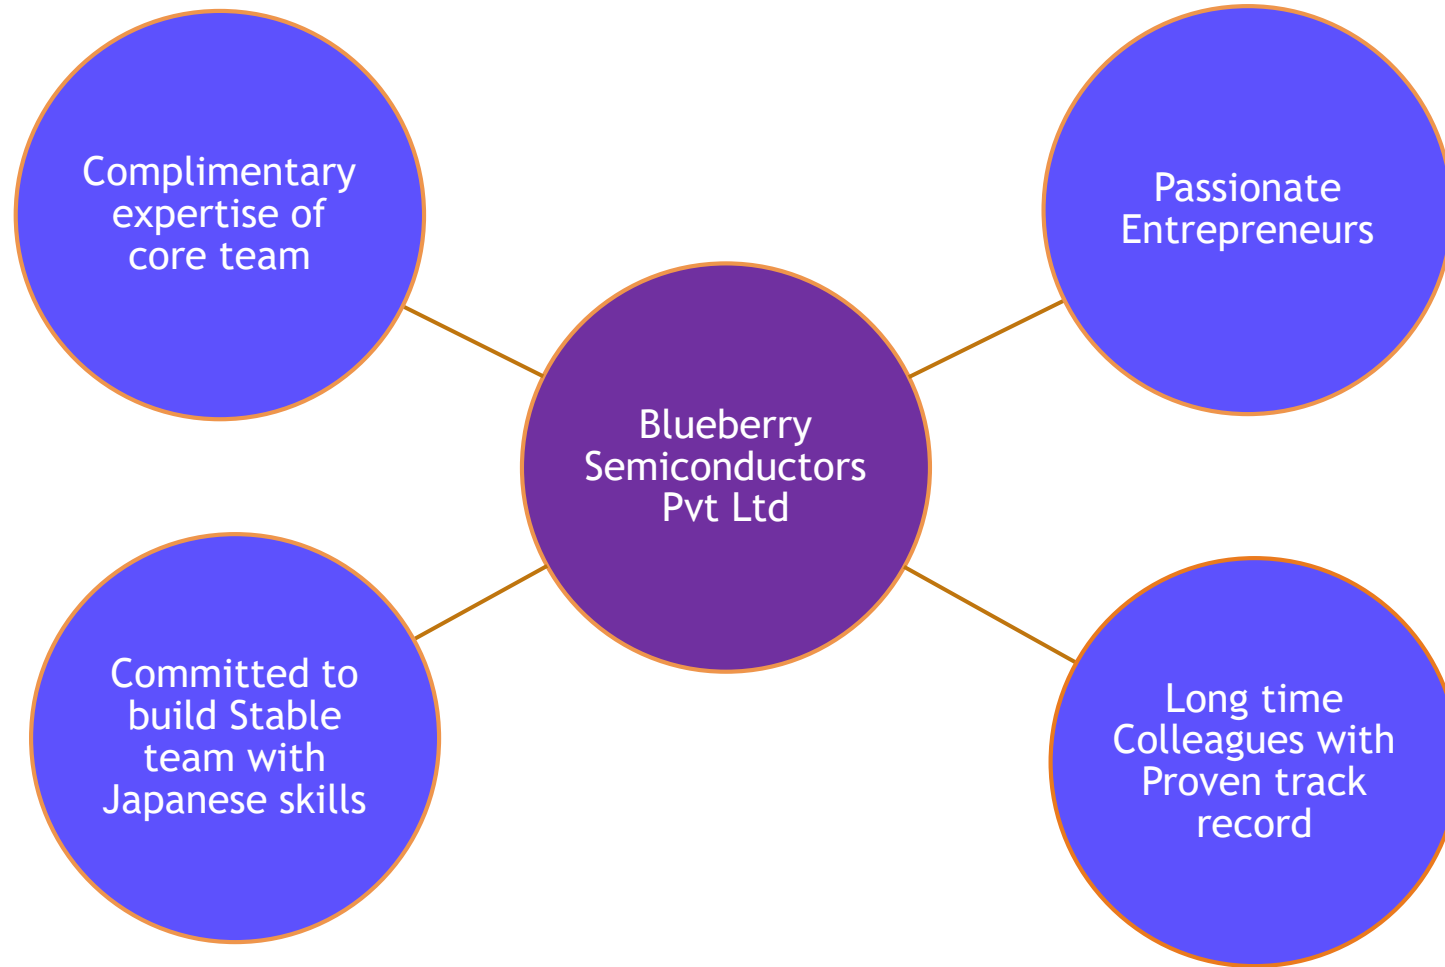 Complimentary
expertise of
core team
Passionate
Entrepreneurs
Blueberry
Semiconductors
Pvt Ltd
Committed to
build Stable
team with
Japanese skills
Long time
Colleagues with
Proven track
record